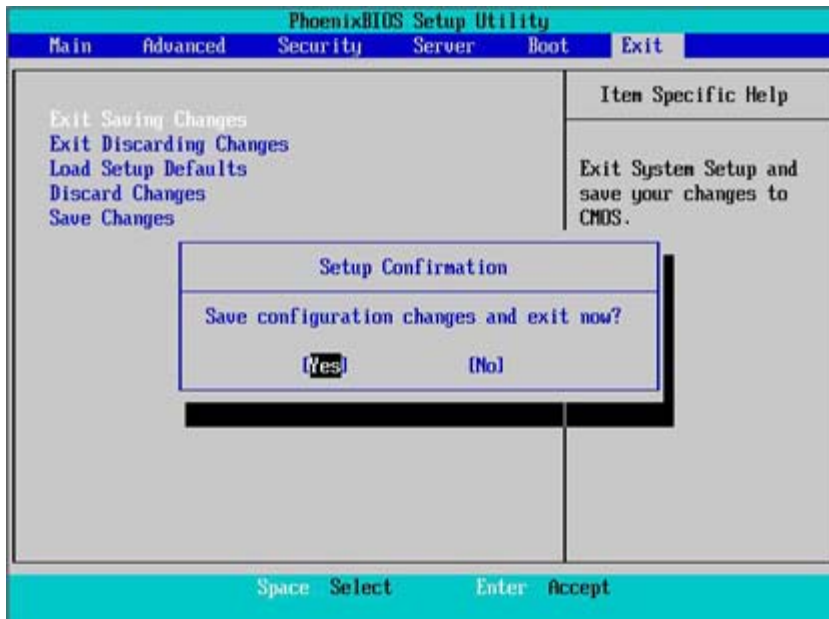 PhoenixBIOS Setup Utility
Main Advanced Security Server Boot Exit
Exit Saving Changes
Exit Discarding Changes
Load Setup Defaults
Discard Changes
Save Changes
Item Specific Help
Exit System Setup and
save your changes to
CMOS.
Setup Confirmation
Save configuration changes and exit now?
[Yes] [No]
Space Select Enter Accept